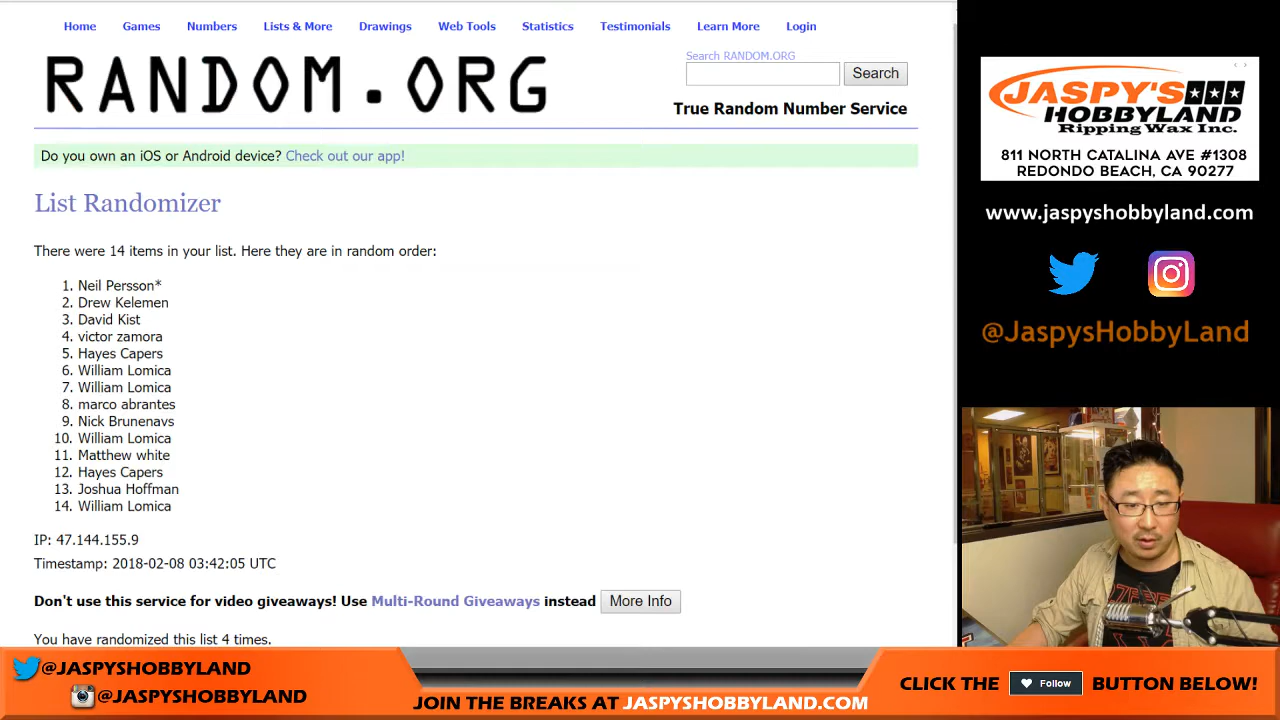 Home Games Numbers Lists & More Drawings Web Tools Statistics Testimonials Learn More Login
RANDOM.ORG
Search RANDOM.ORG
Search
True Random Number Service
Do you own an iOS or Android device? Check out our app!
List Randomizer
There were 14 items in your list. Here they are in random order:
1. Neil Persson*
2. Drew Kelemen
3. David Kist
4. victor zamora
5. Hayes Capers
6. William Lomica
7. William Lomica
8. marco abrantes
9. Nick Brunenavs
10. William Lomica
11. Matthew white
12. Hayes Capers
13. Joshua Hoffman
14. William Lomica
IP: 47.144.155.9
Timestamp: 2018-02-08 03:42:05 UTC
Don't use this service for video giveaways! Use Multi-Round Giveaways instead More Info
You have randomized this list 4 times.
JASPY'S
HOBBYLAND
Ripping Wax Inc.
811 NORTH CATALINA AVE #1308
REDONDO BEACH, CA 90277
www.jaspyshobbyland.com
@JaspysHobbyLand
@JASPYSHOBBYLAND
@JASPYSHOBBYLAND
JOIN THE BREAKS AT JASPYSHOBBYLAND.COM
CLICK THE Follow BUTTON BELOW!